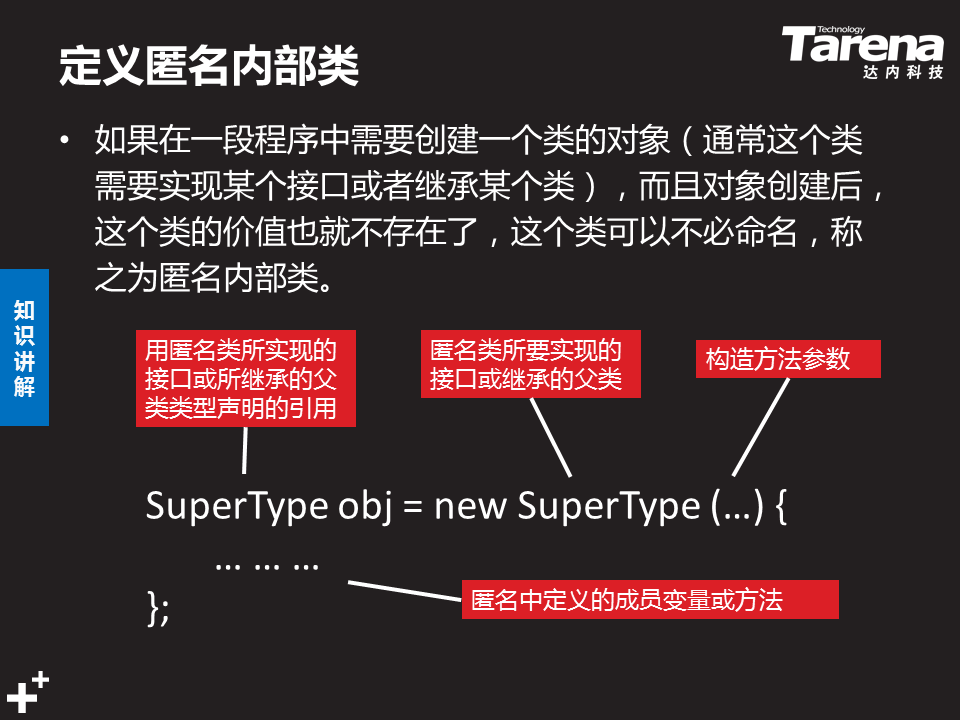 定义匿名内部类
Technology
Tarena
达内科技
• 如果在一段程序中需要创建一个类的对象（通常这个类
需要实现某个接口或者继承某个类），而且对象创建后，
这个类的价值也就不存在了，这个类可以不必命名，称
之为匿名内部类。
知
识
讲
解
用匿名类所实现的
接口或所继承的父
类类型声明的引用
匿名类所要实现的
接口或继承的父类
构造方法参数
SuperType obj = new SuperType (…) {
… … …
匿名中定义的成员变量或方法
};